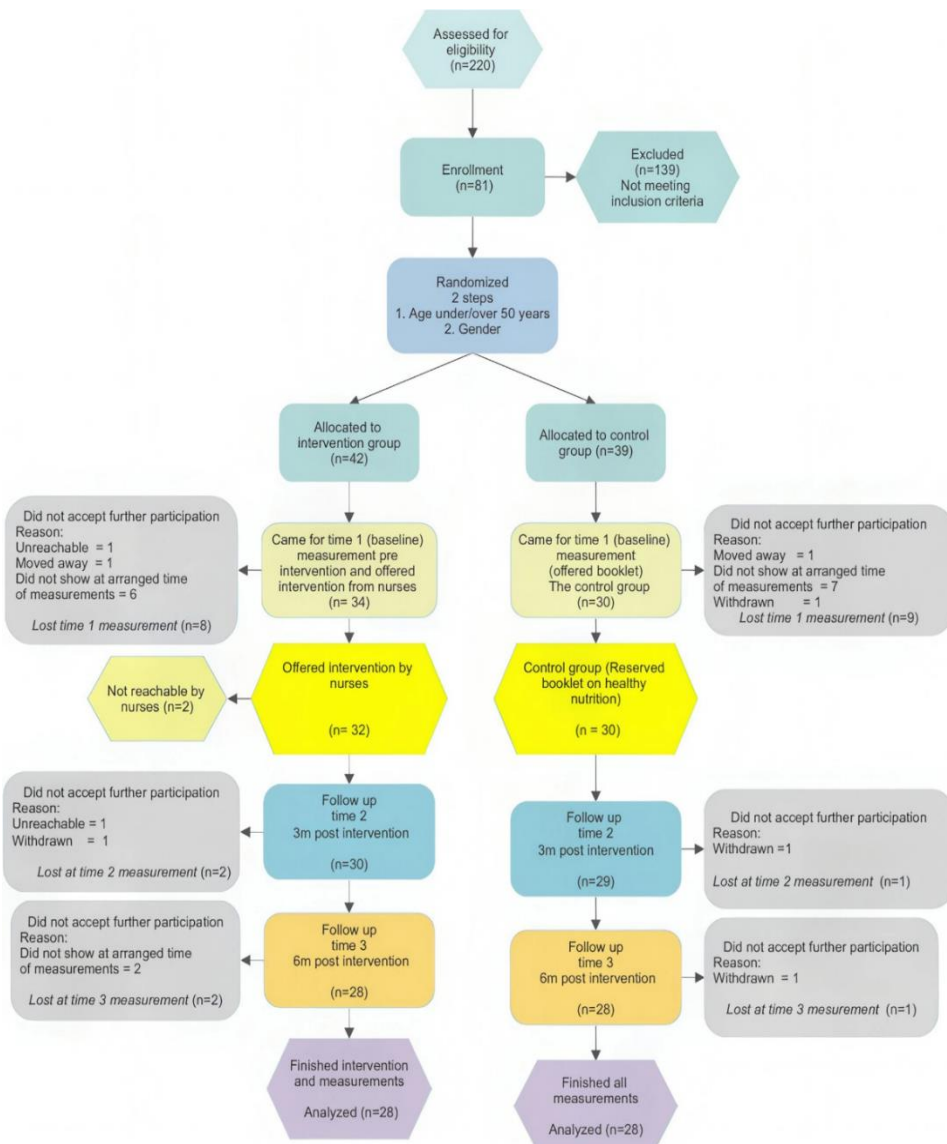 Assessed for
eligibility
(n=220)
Enrollment
(n=81)
Excluded
(n=139)
Not meeting
inclusion criteria
Randomized
2 steps
1. Age under/over 50 years
2. Gender
Allocated to
intervention group
(n=42)
Allocated to control
group (n=39)
Did not accept further participation
Reason:
Unreachable = 1
Moved away = 1
Did not show at arranged time
of measurements = 6
Lost time 1 measurement (n=8)
Came for time 1 (baseline)
measurement pre
intervention and offered
intervention from nurses
(n= 34)
Came for time 1 (baseline)
measurement
(offered booklet)
The control group
(n=30)
Did not accept further participation
Reason:
Moved away = 1
Did not show at arranged time
of measurements = 7
Withdrawn = 1
Lost time 1 measurement (n=9)
Not reachable by
nurses (n=2)
Offered intervention by
nurses
(n= 32)
Control group (Reserved
booklet on healthy
nutrition)
(n = 30)
Did not accept further participation
Reason:
Unreachable = 1
Withdrawn = 1
Lost at time 2 measurement (n=2)
Follow up
time 2
3m post intervention
(n=30)
Follow up
time 2
3m post intervention
(n=29)
Did not accept further participation
Reason:
Withdrawn =1
Lost at time 2 measurement (n=1)
Did not accept further participation
Reason:
Did not show at arranged time
of measurements = 2
Lost at time 3 measurement (n=2)
Follow up
time 3
6m post intervention
(n=28)
Follow up
time 3
6m post intervention
(n=28)
Did not accept further participation
Reason:
Withdrawn = 1
Lost at time 3 mesurement (n=1)
Finished intervention
and measurements
Analyzed (n=28)
Finished all
measurements
Analyzed (n=28)